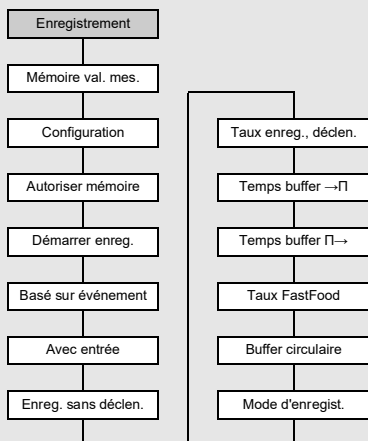 Enregistrement
Mémoire val. mes.
Configuration
Autoriser mémoire
Démarrer enreg.
Basé sur événement
Avec entrée
Enreg. sans déclen.
Taux enreg., déclen.
Temps buffer →Π
Temps buffer Π→
Taux FastFood
Buffer circulaire
Mode d'enregist.